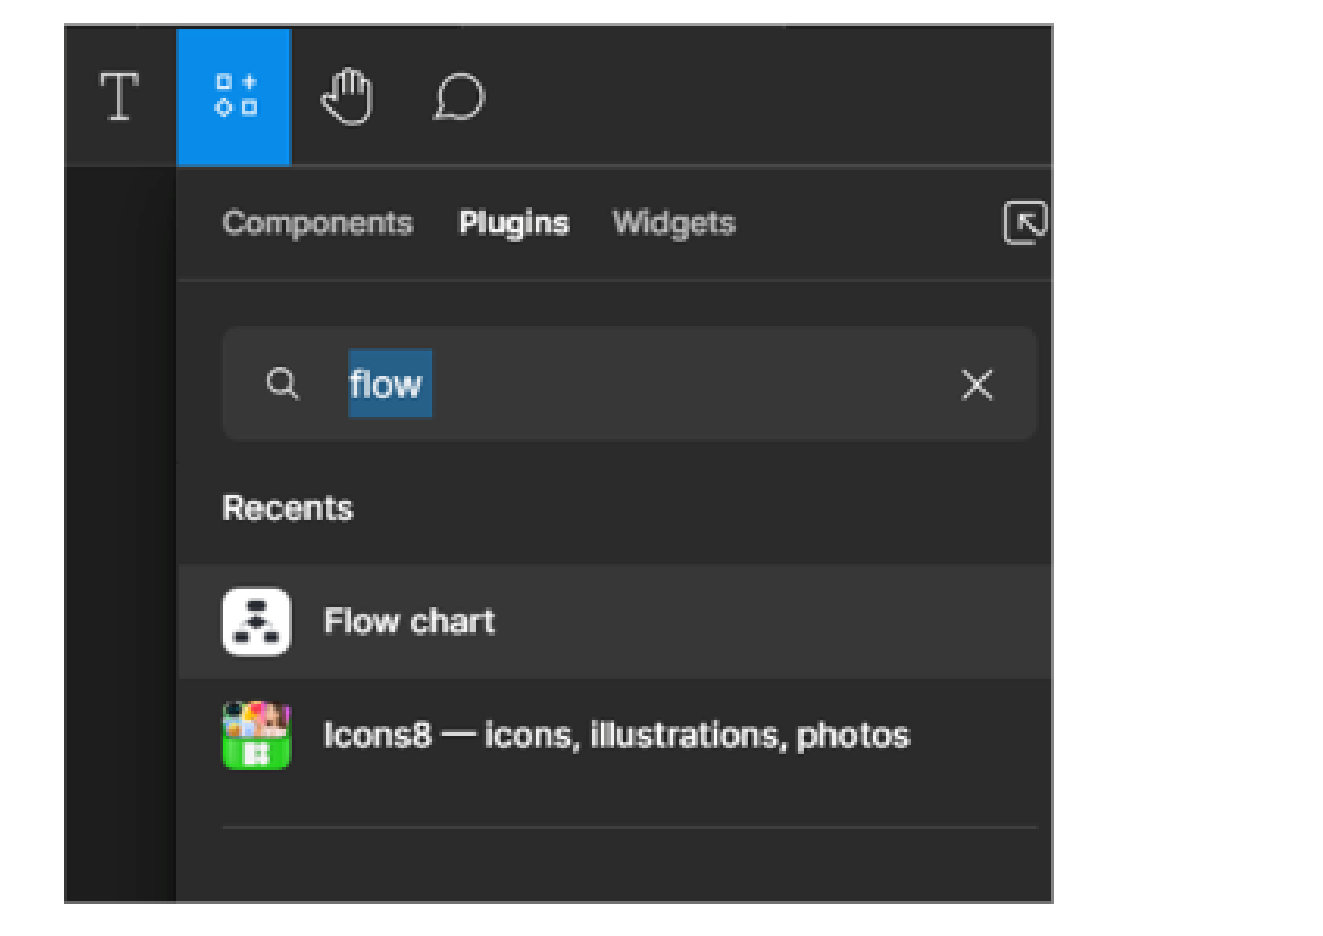 Components Plugins Widgets
flow
Recents
Flow chart
Icons8 — icons, illustrations, photos